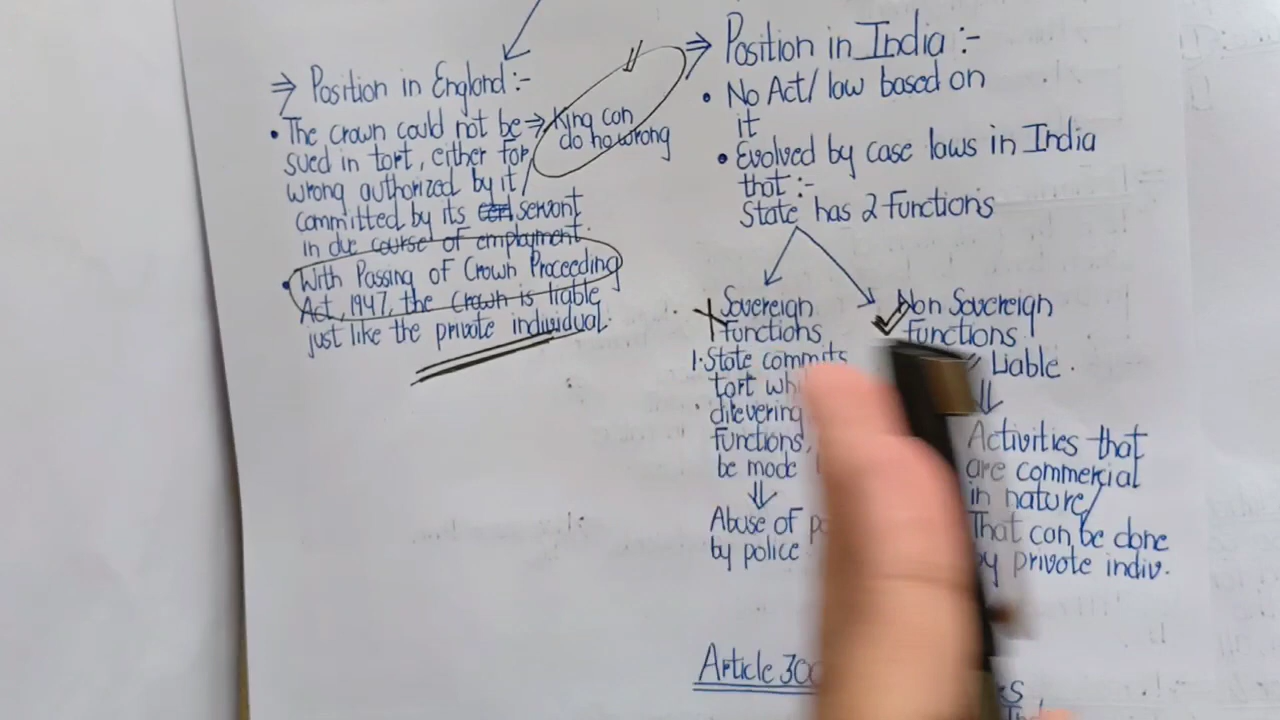 ⇒ Position in England :-
• The crown could not be ⇒ King can
do no wrong
sued in tort, either for
wrong authorized by it /
committed by its servant
in due course of employment.
• With Passing of Crown Proceeding
Act, 1947, the Crown is liable
just like the private individual.
⇒ Position in India :-
• No Act / law based on
it
• Evolved by case laws in India
that :-
State has 2 functions
Sovereign
functions
1. State commits
tort
dilevering
functions,
be made
⇓
Abuse of
by police
Non Sovereign
functions
Liable.
⇓
Activities that
are commercial
in nature /
That can be done
by private indiv.
Article 300